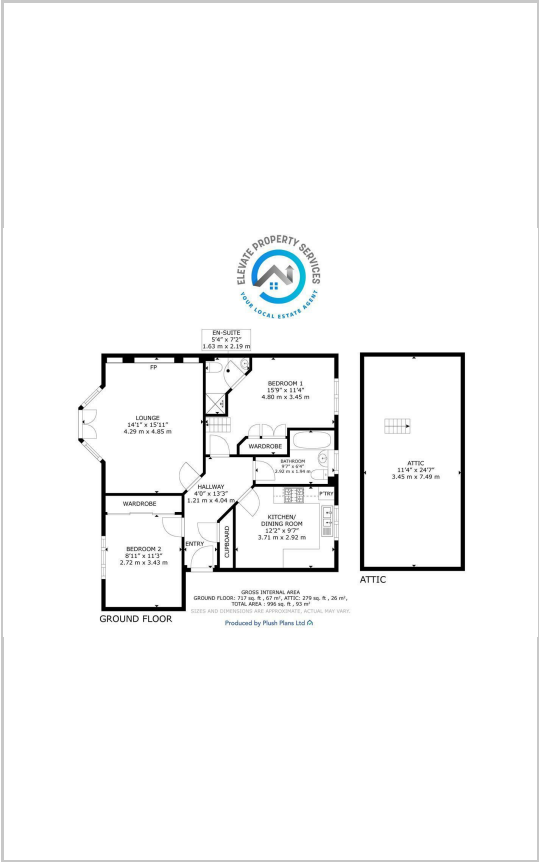 ELEVATE PROPERTY SERVICES
YOUR LOCAL ESTATE AGENT
EN-SUITE
5'4" x 7'2"
1.63 m x 2.19 m
FP
BEDROOM 1
15'9" x 11'4"
4.80 m x 3.45 m
LOUNGE
14'1" x 15'11"
4.29 m x 4.85 m
WARDROBE
BATHROOM
9'7" x 6'4"
2.92 m x 1.94 m
ATTIC
11'4" x 24'7"
3.45 m x 7.49 m
HALLWAY
4'0" x 13'3"
1.21 m x 4.04 m
P'TRY
WARDROBE
KITCHEN/
DINING ROOM
12'2" x 9'7"
3.71 m x 2.92 m
CUPBOARD
ENTRY
BEDROOM 2
8'11" x 11'3"
2.72 m x 3.43 m
ATTIC
GROUND FLOOR
GROSS INTERNAL AREA
GROUND FLOOR: 717 sq. ft , 67 m², ATTIC: 279 sq. ft , 26 m²,
TOTAL AREA : 996 sq. ft , 93 m²
SIZES AND DIMENSIONS ARE APPROXIMATE, ACTUAL MAY VARY.
Produced by Plush Plans Ltd